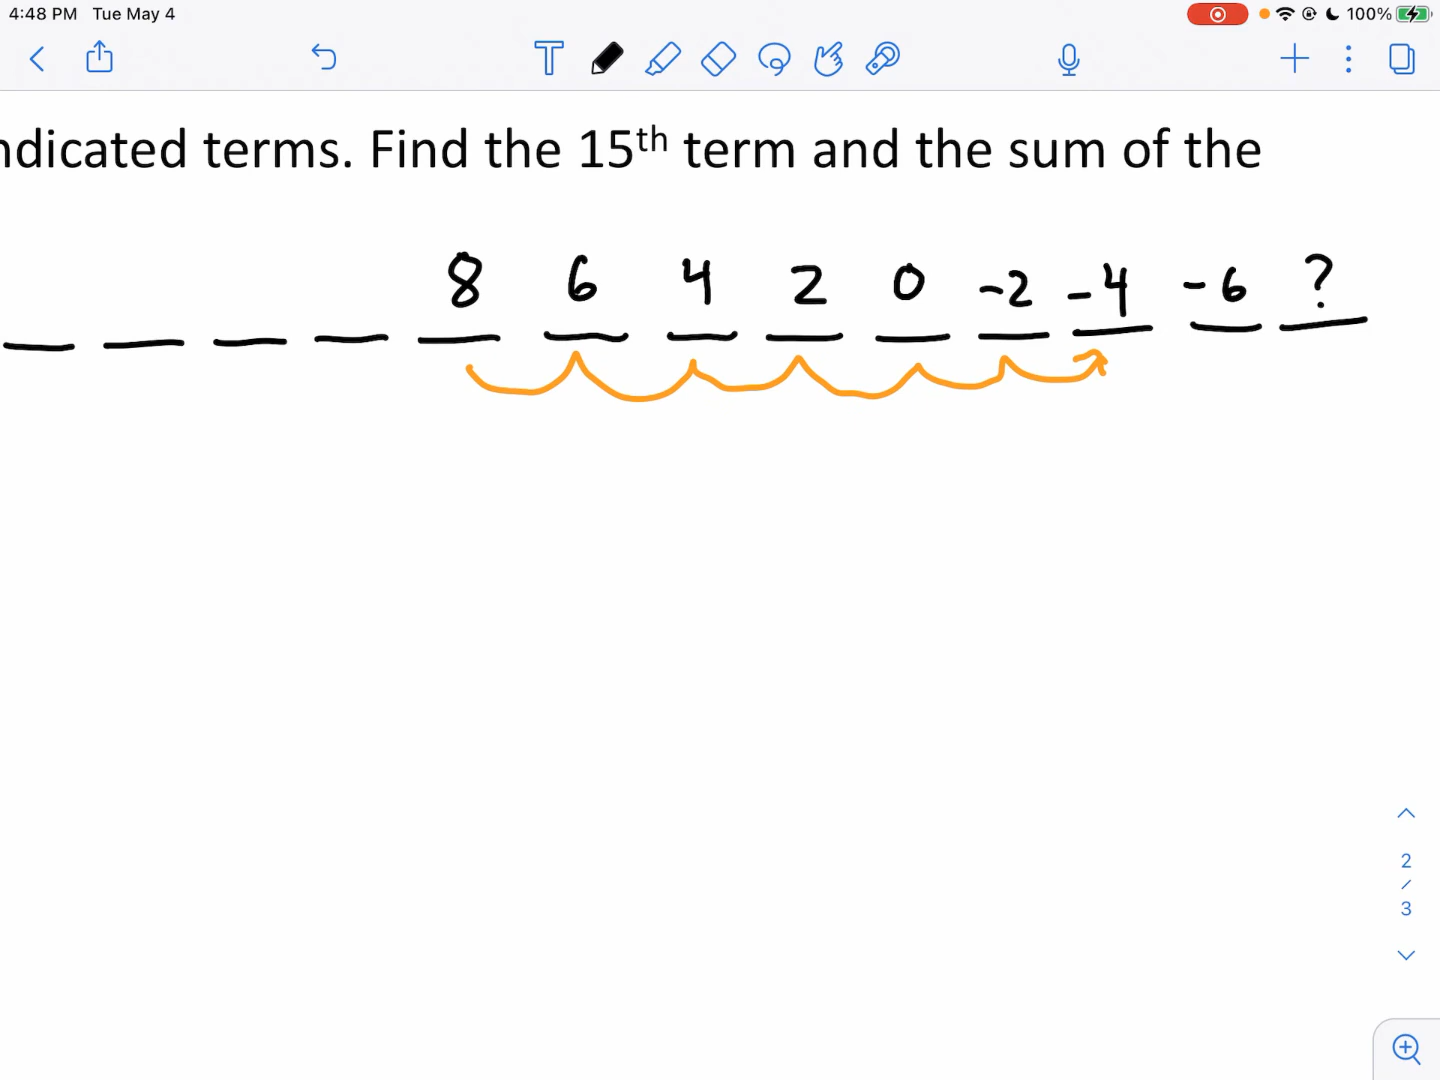 4:48 PM Tue May 4 100%
ndicated terms. Find the 15th term and the sum of the
8 6 4 2 0 -2 -4 -6 ?
2
/
3